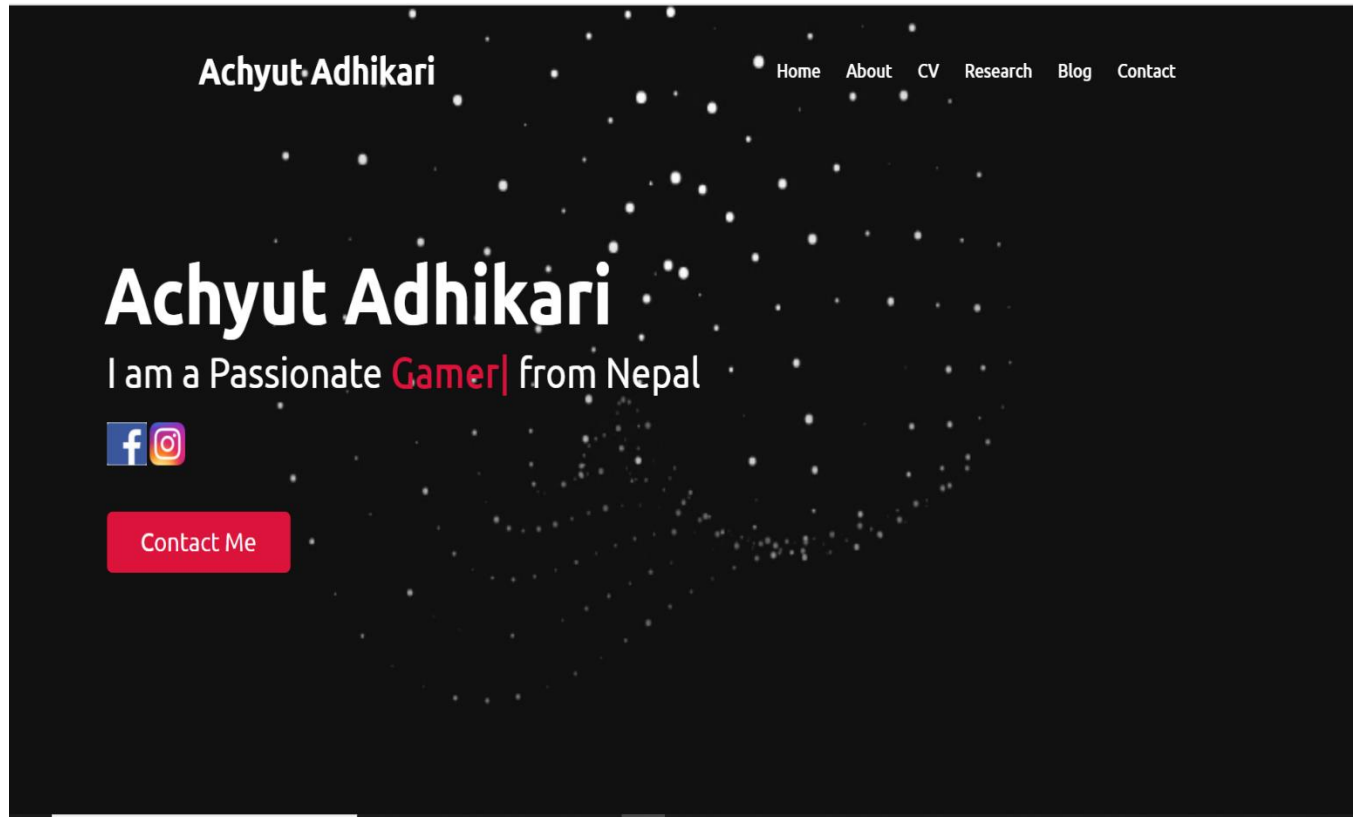 Achyut Adhikari
Home About CV Research Blog Contact
Achyut Adhikari
I am a Passionate Gamer| from Nepal
Contact Me